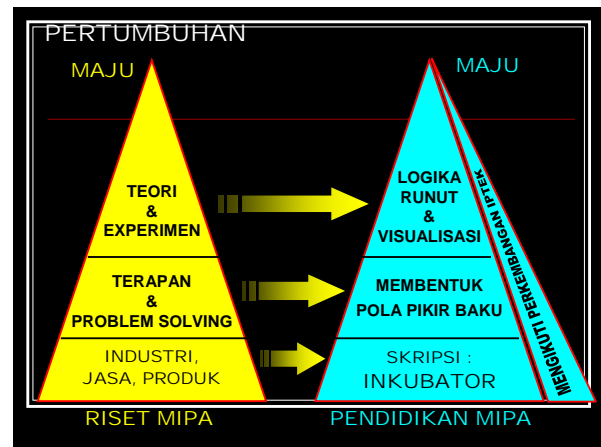 PERTUMBUHAN
MAJU
TEORI
&
EXPERIMEN
TERAPAN
&
PROBLEM SOLVING
INDUSTRI,
JASA, PRODUK
RISET MIPA
MAJU
LOGIKA
RUNUT
&
VISUALISASI
MEMBENTUK
POLA PIKIR BAKU
SKRIPSI :
INKUBATOR
MENGIKUTI PERKEMBANGAN IPTEK
PENDIDIKAN MIPA